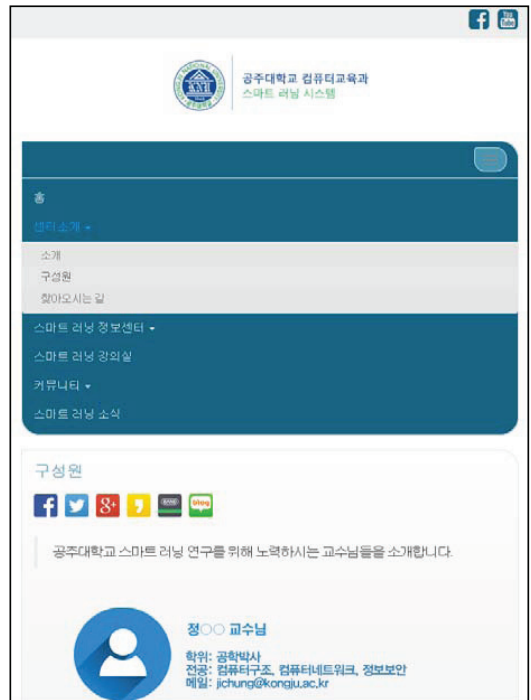 You
Tube
공주대학교 컴퓨터교육과
스마트 러닝 시스템
홈
센터소개
소개
구성원
찾아오시는 길
스마트 러닝 정보센터
스마트 러닝 강의실
커뮤니티
스마트 러닝 소식
구성원
blog
공주대학교 스마트 러닝 연구를 위해 노력하시는 교수님들을 소개합니다.
정○○ 교수님
학위: 공학박사
전공: 컴퓨터구조, 컴퓨터네트워크, 정보보안
메일: jichung@kongju.ac.kr